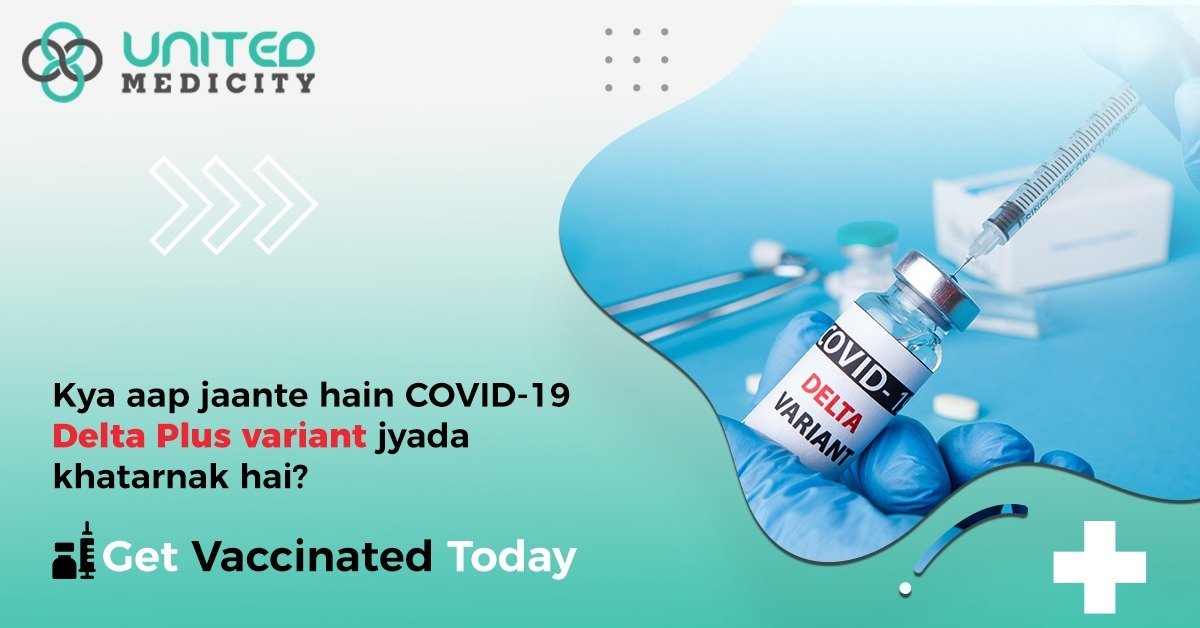 UNITED
MEDICITY
Kya aap jaante hain COVID-19
Delta Plus variant jyada
khatarnak hai?
Get Vaccinated Today
COVID-1
DELTA
VARIANT